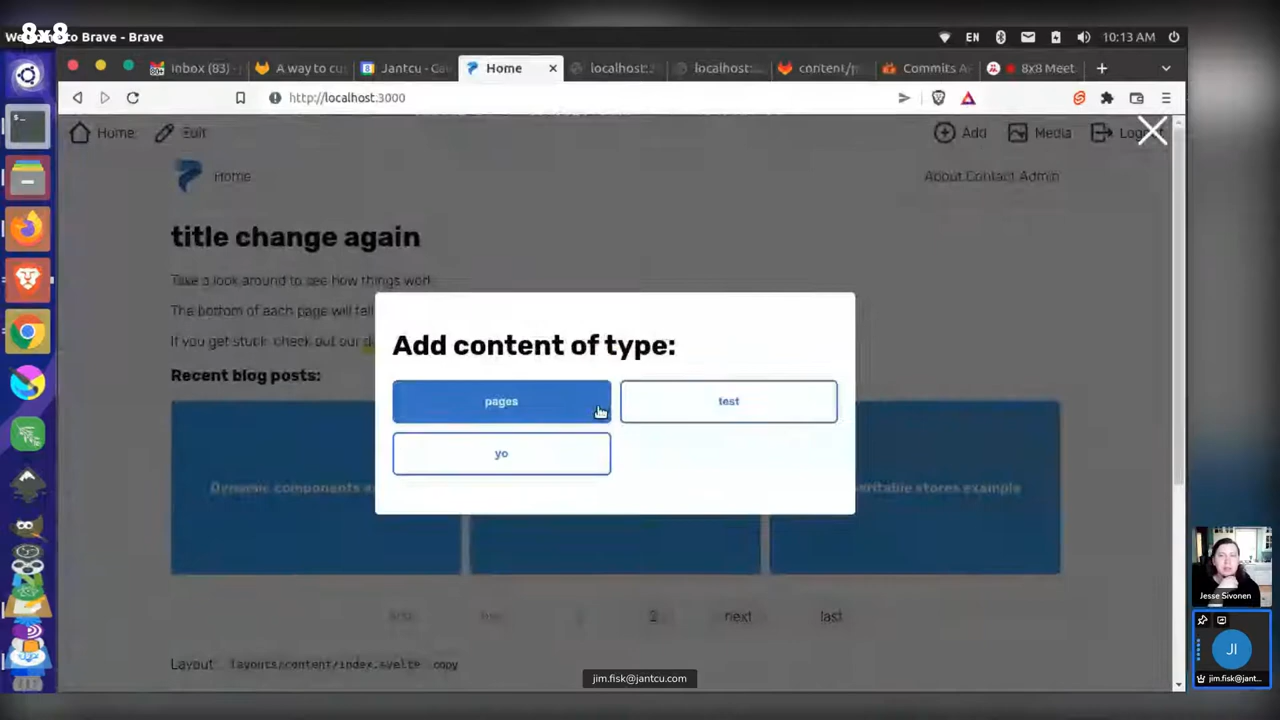 8x8
Welcome to Brave - Brave
EN
10:13 AM
Inbox (83)
A way to cu
Jantcu - Ca
Home
localhost:
localhost:
content/p
Commits
8x8 Meet
http://localhost:3000
Home
Edit
Add
Media
Home
About Contact Admin
title change again
Take a look around to see how things work
The bottom of each page will tell
If you get stuck check out our
Recent blog posts:
Add content of type:
pages
test
yo
Dynamic components
writable stores example
2
next
last
Layout layouts/content/index.svelte copy
Jesse Sivonen
JI
jim.fisk@jant...
jim.fisk@jantcu.com